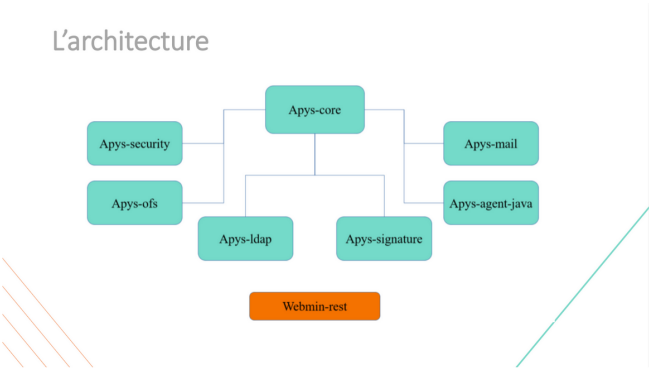 L’architecture
Apys-core
Apys-security
Apys-mail
Apys-ofs
Apys-agent-java
Apys-ldap
Apys-signature
Webmin-rest